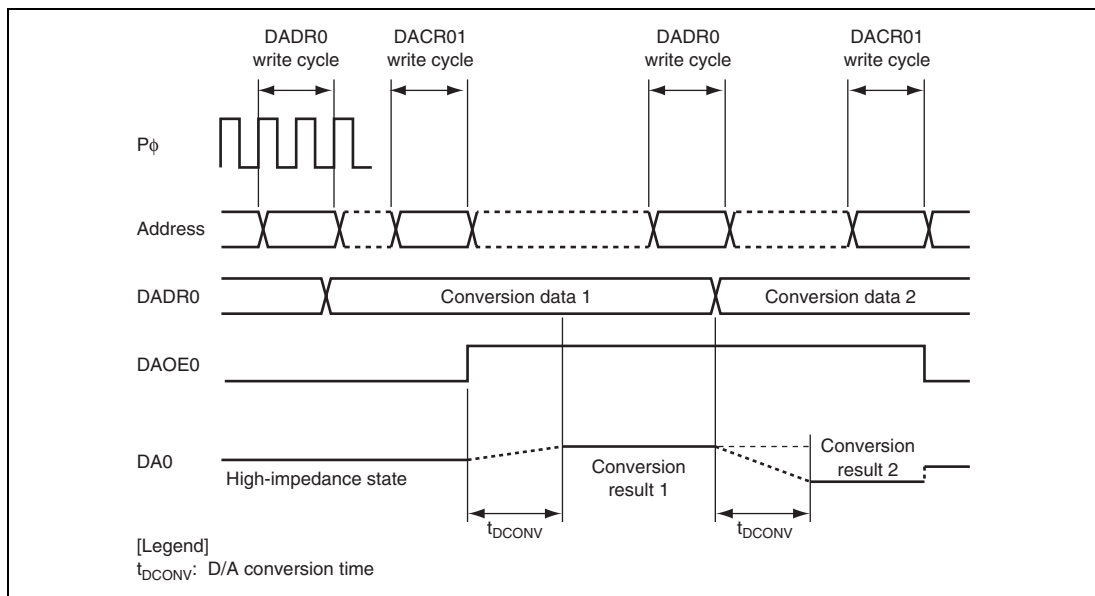 DADR0
write cycle
DACR01
write cycle
DADR0
write cycle
DACR01
write cycle
Pϕ
Address
DADR0
Conversion data 1
Conversion data 2
DAOE0
DA0
High-impedance state
Conversion
result 1
Conversion
result 2
tDCONV
tDCONV
[Legend]
tDCONV: D/A conversion time